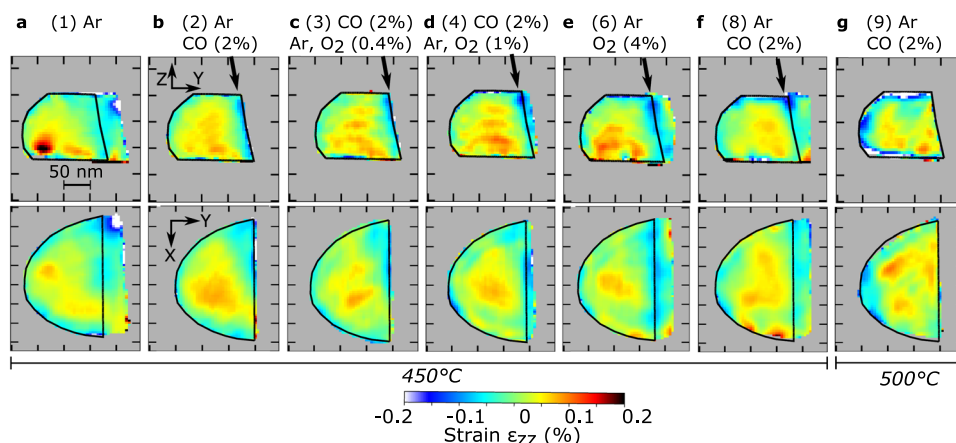 a (1) Ar
b (2) Ar
CO (2%)
c (3) CO (2%)
Ar, O₂ (0.4%)
d (4) CO (2%)
Ar, O₂ (1%)
e (6) Ar
O₂ (4%)
f (8) Ar
CO (2%)
g (9) Ar
CO (2%)
Z
Y
50 nm
Y
X
450°C
500°C
-0.2 -0.1 0 0.1 0.2
Strain εzz (%)